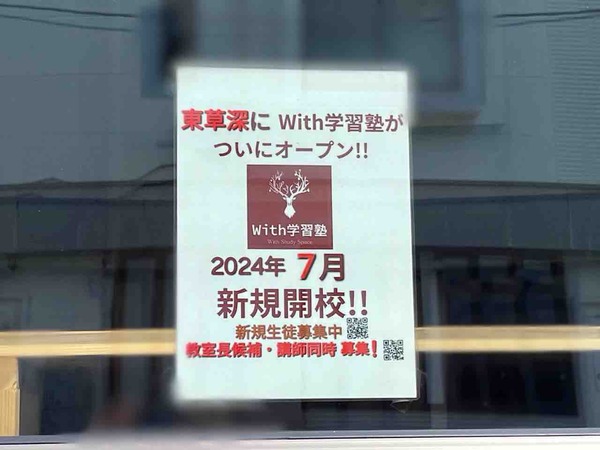 東草深に With学習塾が
ついにオープン!!
With学習塾
With Study Space
2024年 7月
新規開校!!
新規生徒募集中
教室長候補・講師同時 募集!